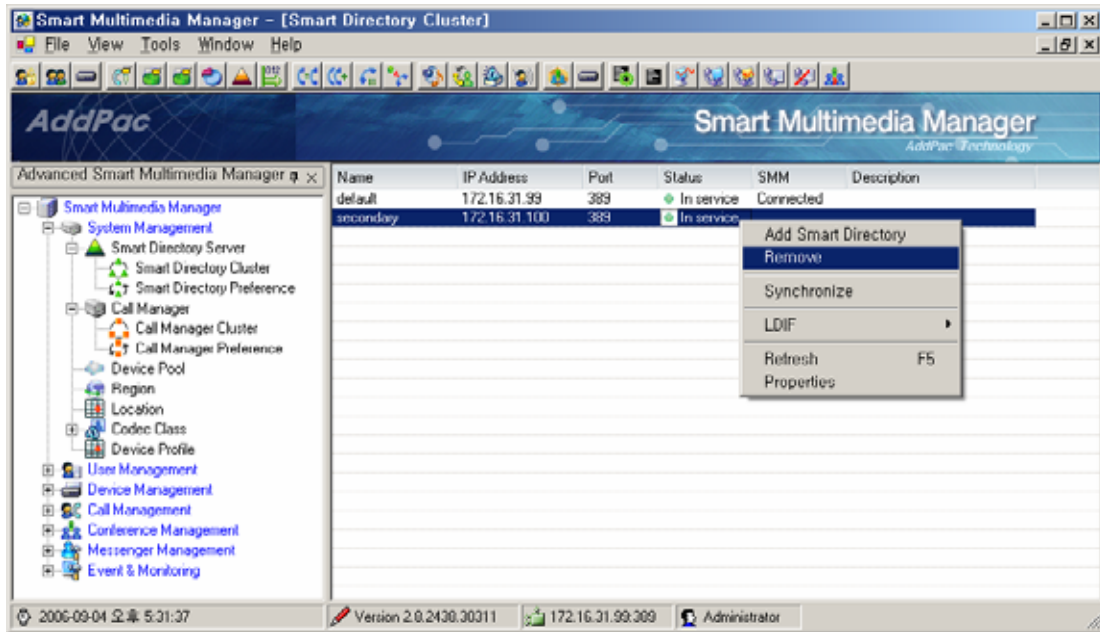 Smart Multimedia Manager - [Smart Directory Cluster]
File View Tools Window Help
AddPac
Smart Multimedia Manager
AddPac Technology
Advanced Smart Multimedia Manager
Smart Multimedia Manager
System Management
Smart Directory Server
Smart Directory Cluster
Smart Directory Preference
Call Manager
Call Manager Cluster
Call Manager Preference
Device Pool
Region
Location
Codec Class
Device Profile
User Management
Device Management
Call Management
Conference Management
Messenger Management
Event & Monitoring
Name IP Address Port Status SMM Description
default 172.16.31.99 389 In service Connected
secondary 172.16.31.100 389 In service
Add Smart Directory
Remove
Synchronize
LDIF
Refresh F5
Properties
2006-09-04 오후 5:31:37 Version 2.0.2430.30311 172.16.31.99:389 Administrator